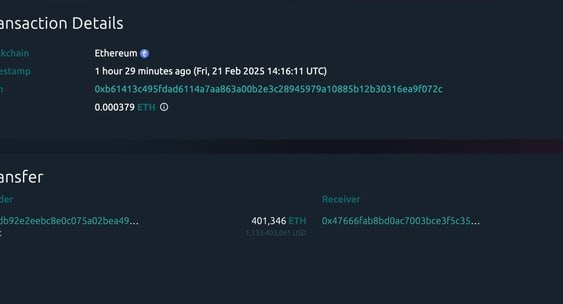 ansaction Details
kchain
Ethereum
estamp
1 hour 29 minutes ago (Fri, 21 Feb 2025 14:16:11 UTC)
0xb61413c495fdad6114a7aa863a00b2e3c28945979a10885b12b30316ea9f072c
0.000379 ETH
ansfer
der
Receiver
db92e2eebc8e0c075a02bea49...
401,346 ETH
0x47666fab8bd0ac7003bce3f5c35...
1,133,403,061 USD